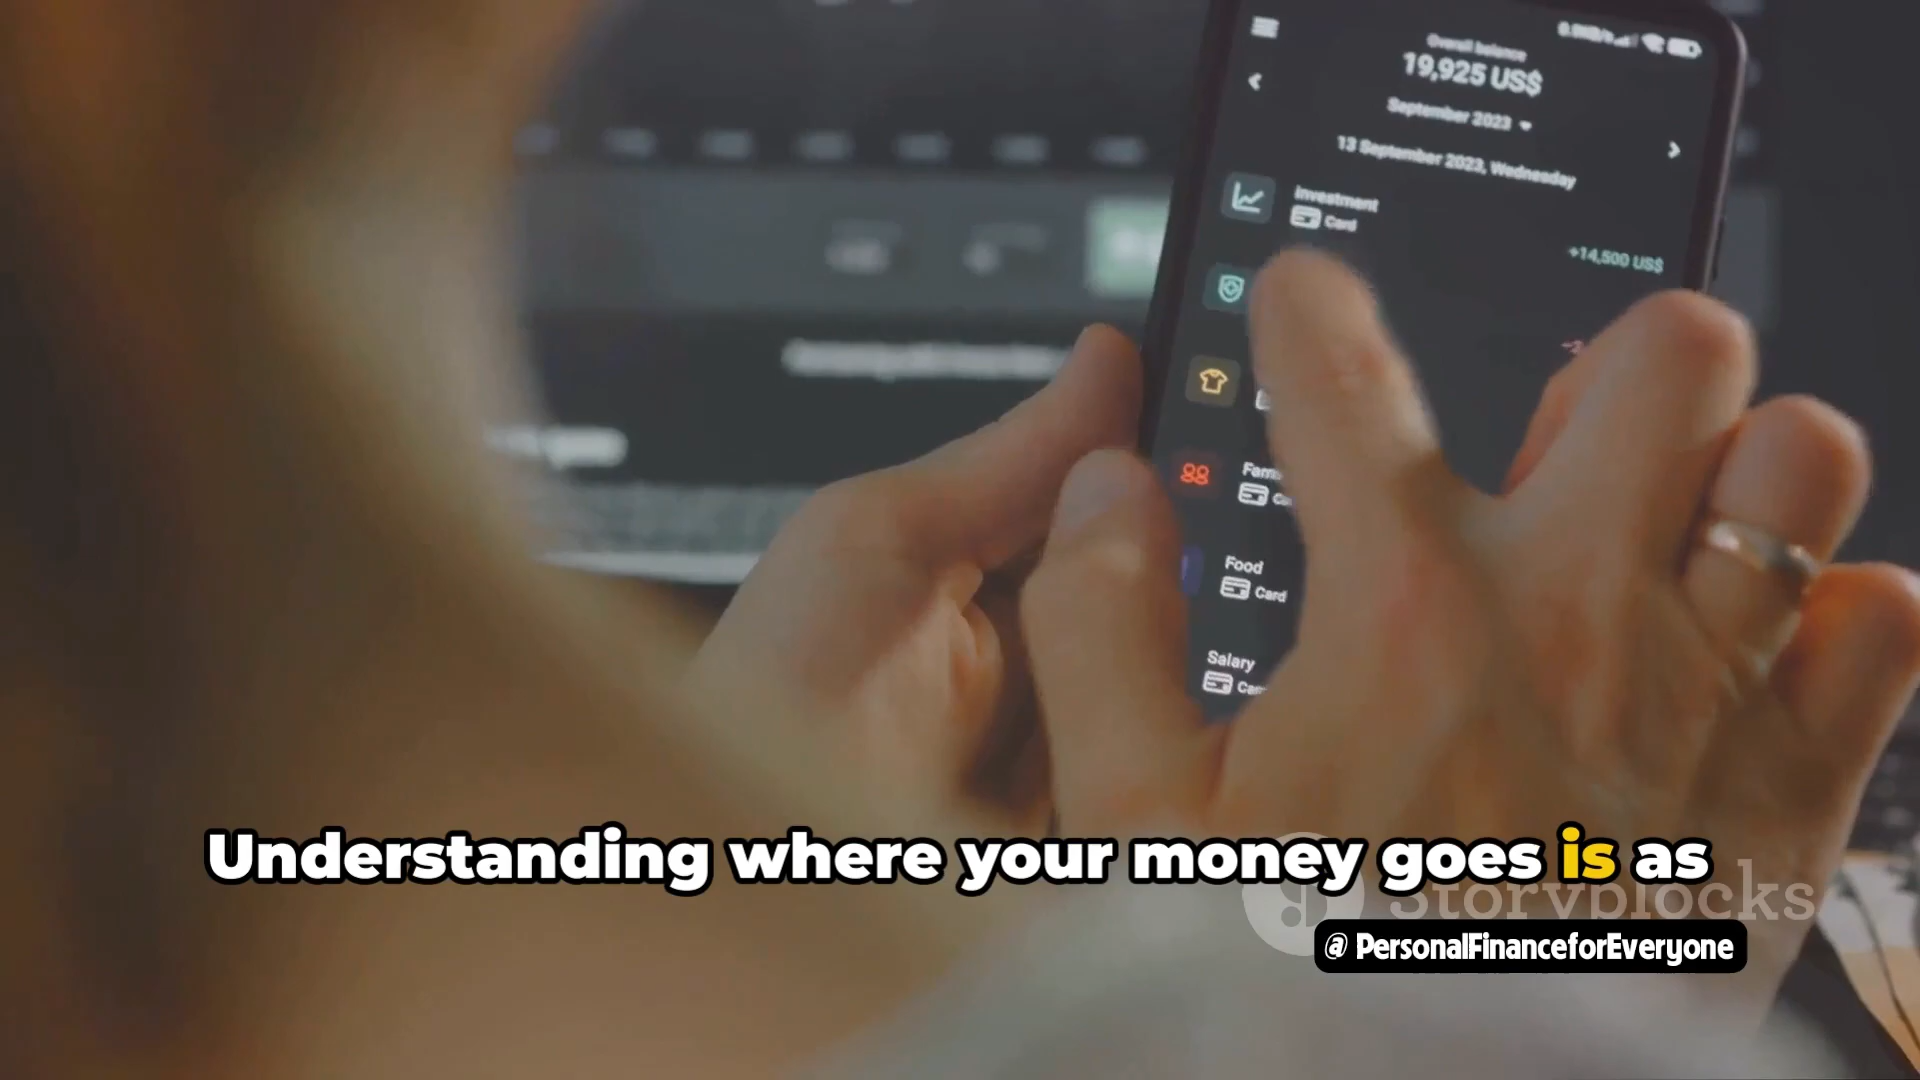 Overall balance
19,925 US$
September 2023
13 September 2023, Wednesday
Investment
Card
+14,500 US$
Food
Card
Salary
Understanding where your money goes is as
Storyblocks
@ PersonalFinanceforEveryone